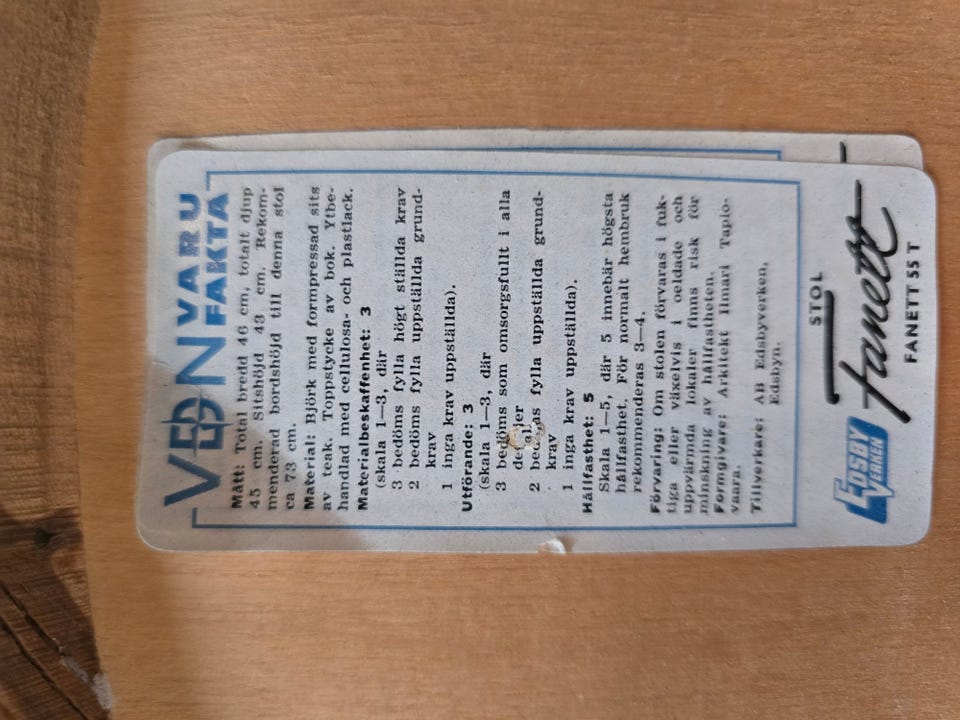 VDN VARU
FAKTA
Mått: Total bredd 46 cm, totalt djup
45 cm. Sitshöjd 43 cm. Rekom-
menderad bordshöjd till denna stol
ca 73 cm.
Material: Björk med formpressad sits
av teak. Toppstycke av bok. Ytbe-
handlad med cellulosa- och plastlack.
Materialbeskaffenhet: 3
(skala 1—3, där
3 bedöms fylla högt ställda krav
2 bedöms fylla uppställda grund-
krav
1 inga krav uppställda).
Utförande: 3
(skala 1—3, där
3 bedöms som omsorgsfullt i alla
detaljer
2 bedöms fylla uppställda grund-
krav
1 inga krav uppställda).
Hållfasthet: 5
Skala 1—5, där 5 innebär högsta
hållfasthet. För normalt hembruk
rekommenderas 3—4.
Förvaring: Om stolen förvaras i fuk-
tiga eller växelvis i oeldade och
uppvärmda lokaler finns risk för
minskning av hållfastheten.
Formgivare: Arkitekt Ilmari Tapio-
vaara.
Tillverkare: AB Edsbyverken,
Edsbyn.
EDSBY
VERKEN
STOL
Fanett
FANETT 55 T